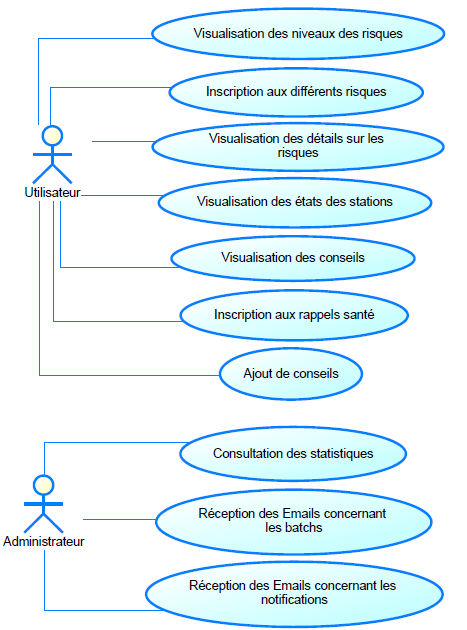 Visualisation des niveaux des risques
Inscription aux différents risques
Visualisation des détails sur les
risques
Utilisateur
Visualisation des états des stations
Visualisation des conseils
Inscription aux rappels santé
Ajout de conseils
Consultation des statistiques
Réception des Emails concernant
les batchs
Administrateur
Réception des Emails concernant les
notifications